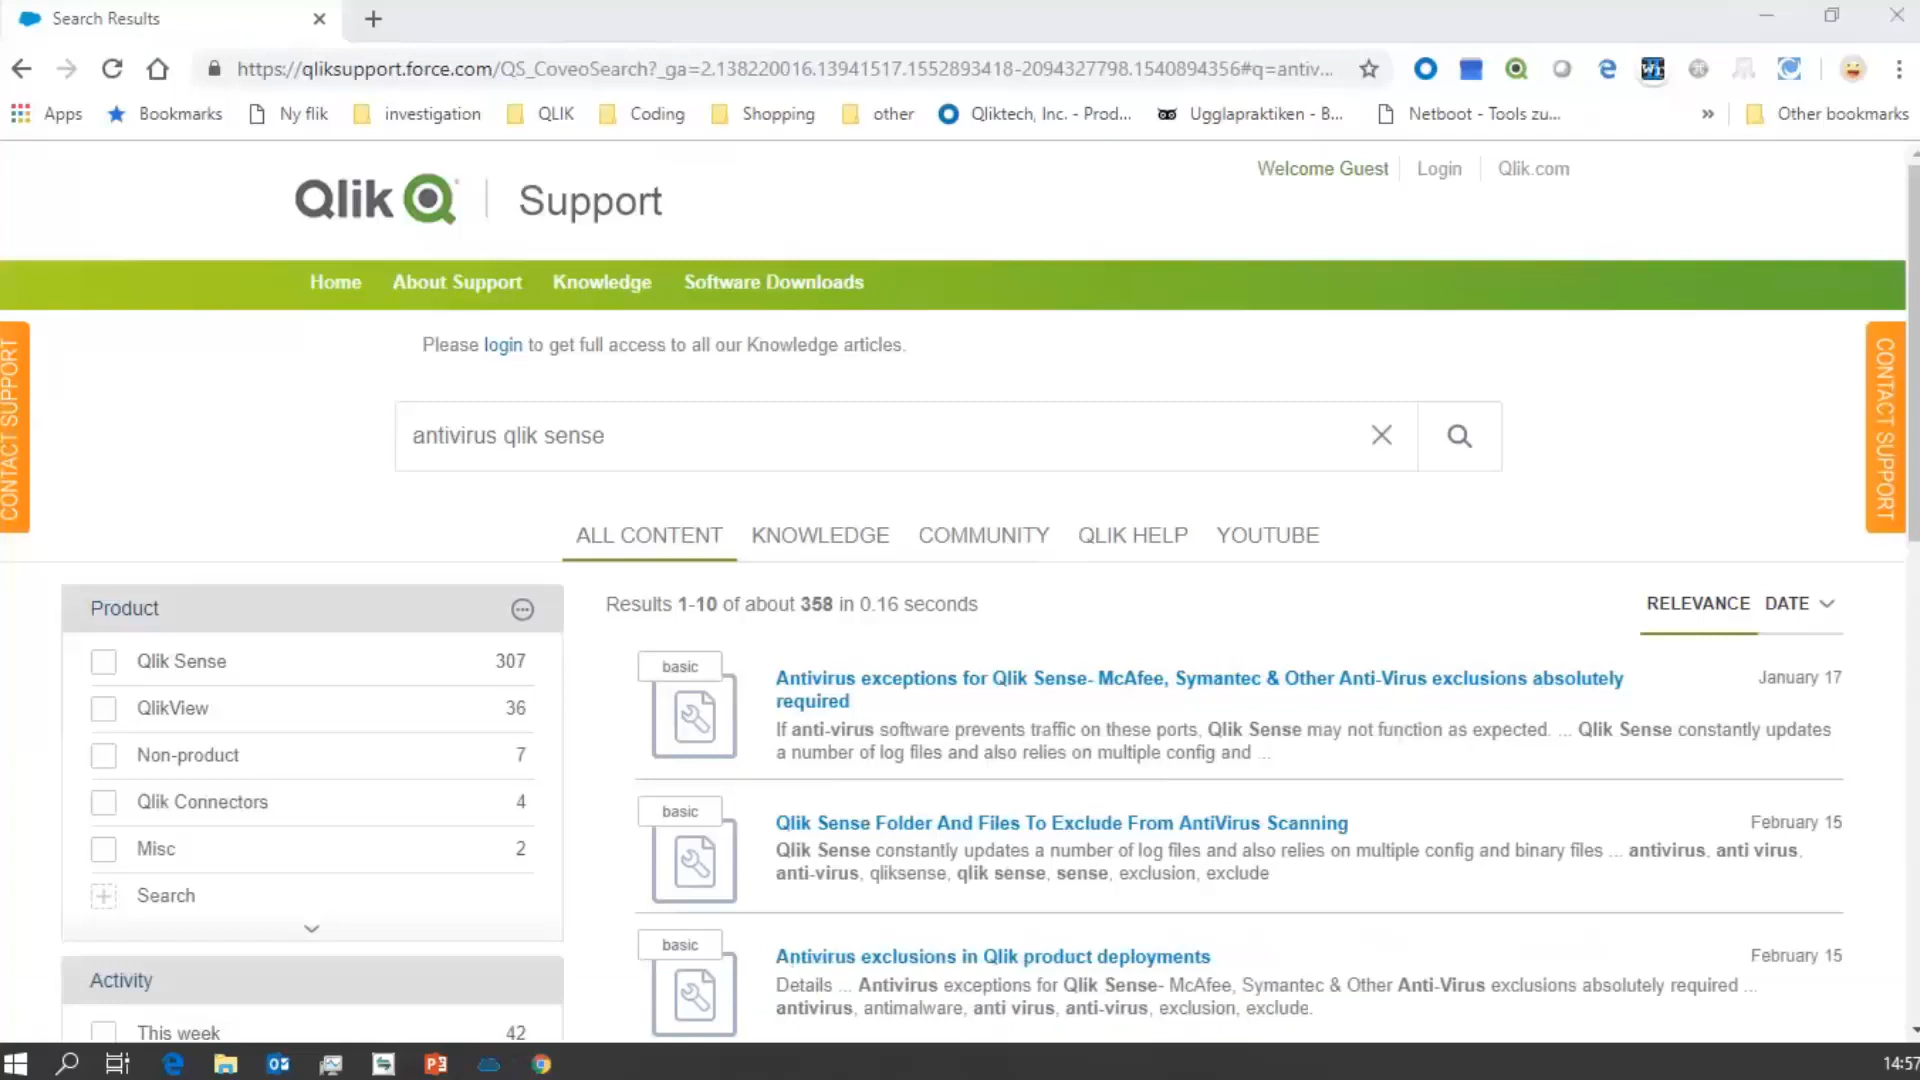 Search Results
https://qliksupport.force.com/QS_CoveoSearch?_ga=2.138220016.13941517.1552893418-2094327798.1540894356#q=antiv...
Apps Bookmarks Ny flik investigation QLIK Coding Shopping other Qliktech, Inc. - Prod... Ugglapraktiken - B... Netboot - Tools zu... » Other bookmarks
Welcome Guest Login Qlik.com
Qlik Support
Home About Support Knowledge Software Downloads
Please login to get full access to all our Knowledge articles.
CONTACT SUPPORT
CONTACT SUPPORT
antivirus qlik sense
ALL CONTENT KNOWLEDGE COMMUNITY QLIK HELP YOUTUBE
Product
Qlik Sense 307
QlikView 36
Non-product 7
Qlik Connectors 4
Misc 2
Search
Activity
This week 42
Results 1-10 of about 358 in 0.16 seconds
RELEVANCE DATE
basic
Antivirus exceptions for Qlik Sense- McAfee, Symantec & Other Anti-Virus exclusions absolutely
required
January 17
If anti-virus software prevents traffic on these ports, Qlik Sense may not function as expected. ... Qlik Sense constantly updates
a number of log files and also relies on multiple config and ...
basic
Qlik Sense Folder And Files To Exclude From AntiVirus Scanning
February 15
Qlik Sense constantly updates a number of log files and also relies on multiple config and binary files ... antivirus, anti virus,
anti-virus, qliksense, qlik sense, sense, exclusion, exclude
basic
Antivirus exclusions in Qlik product deployments
February 15
Details ... Antivirus exceptions for Qlik Sense- McAfee, Symantec & Other Anti-Virus exclusions absolutely required ...
antivirus, antimalware, anti virus, anti-virus, exclusion, exclude.
14:57